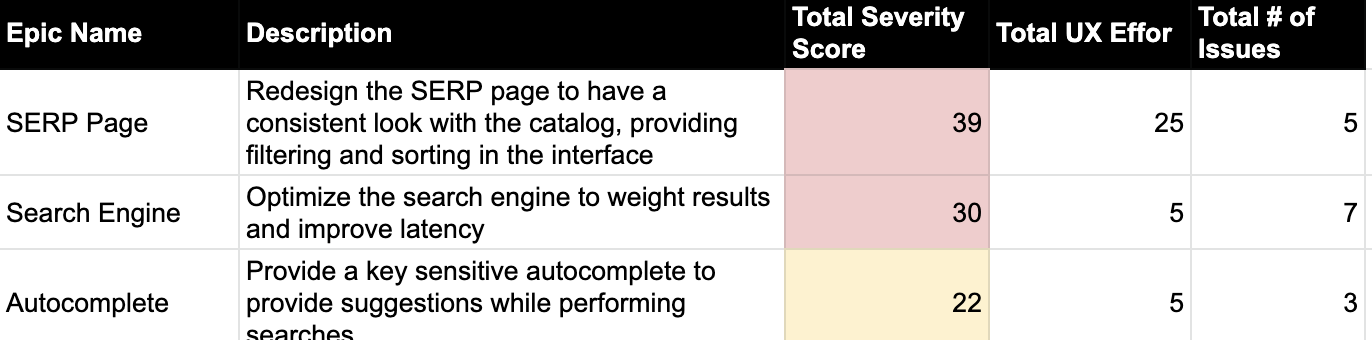 Epic Name
Description
Total Severity
Score
Total UX Effor
Total # of
Issues
SERP Page
Redesign the SERP page to have a
consistent look with the catalog, providing
filtering and sorting in the interface
39
25
5
Search Engine
Optimize the search engine to weight results
and improve latency
30
5
7
Autocomplete
Provide a key sensitive autocomplete to
provide suggestions while performing
searches
22
5
3